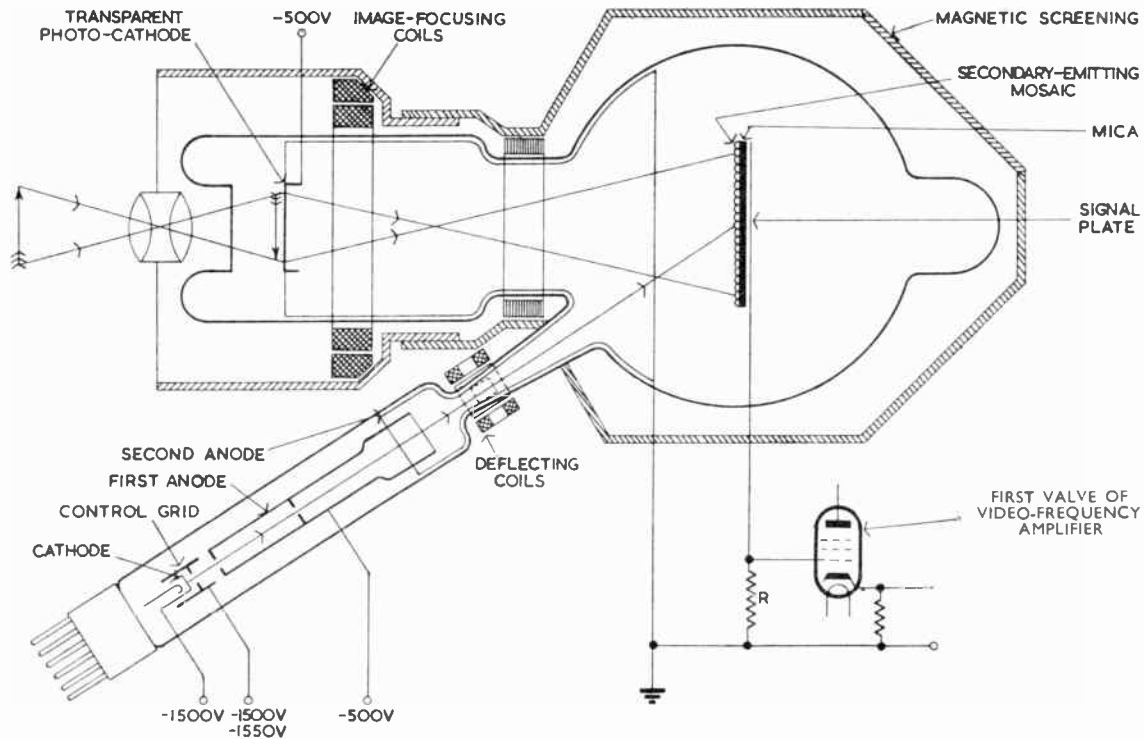 TRANSPARENT
PHOTO-CATHODE
-500V
IMAGE-FOCUSING
COILS
MAGNETIC SCREENING
SECONDARY-EMITTING
MOSAIC
MICA
SIGNAL
PLATE
SECOND ANODE
FIRST ANODE
CONTROL GRID
CATHODE
DEFLECTING
COILS
FIRST VALVE OF
VIDEO-FREQUENCY
AMPLIFIER
R
-1500V
-1500V
-1550V
-500V